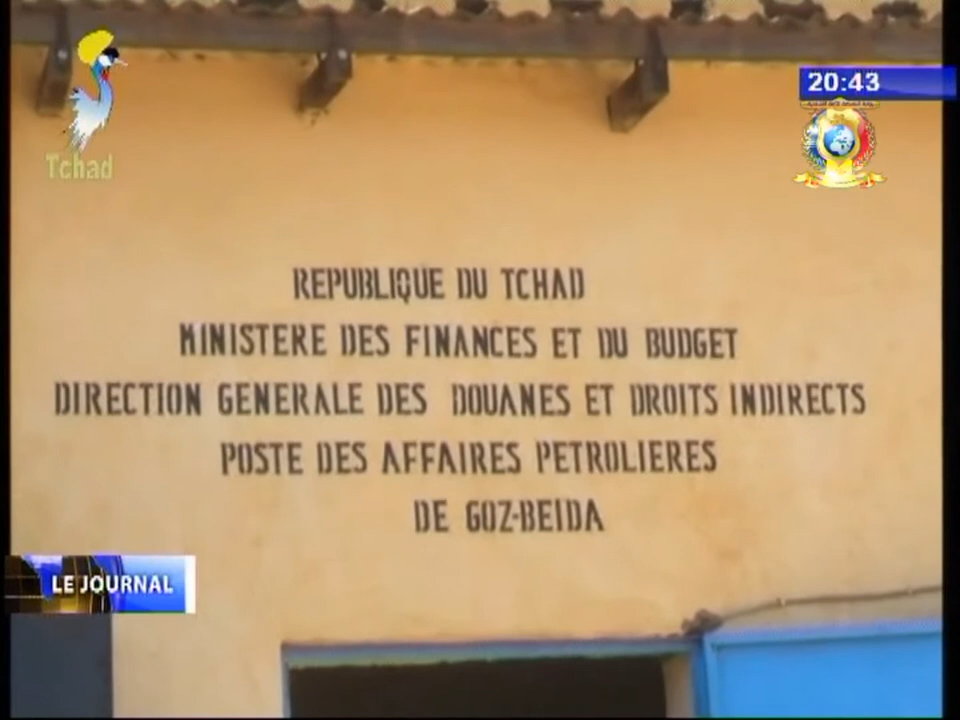 20:43
Tchad
REPUBLIQUE DU TCHAD
MINISTERE DES FINANCES ET DU BUDGET
DIRECTION GENERALE DES DOUANES ET DROITS INDIRECTS
POSTE DES AFFAIRES PETROLIERES
DE GOZ-BEIDA
LE JOURNAL